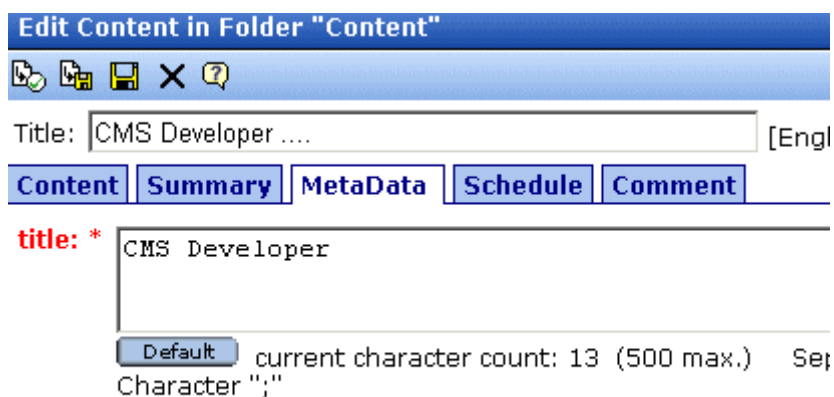 Edit Content in Folder "Content"
Title: CMS Developer ....
Content Summary MetaData Schedule Comment
title: * CMS Developer
Default current character count: 13 (500 max.)
Character ";"